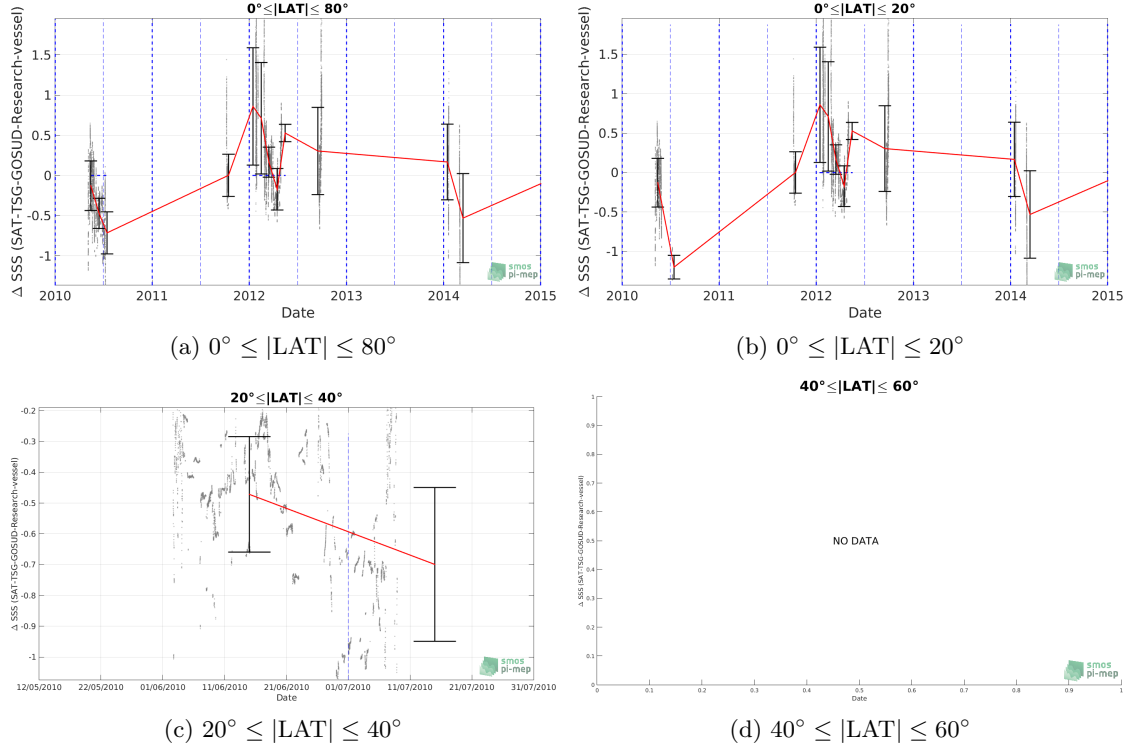 0°≤|LAT|≤ 80°
Δ SSS (SAT-TSG-GOSUD-Research-vessel)
1.5
1
0.5
0
-0.5
-1
2010 2011 2012 2013 2014 2015
Date
smos
pi-mep
(a) 0° ≤ |LAT| ≤ 80°
0°≤|LAT|≤ 20°
Δ SSS (SAT-TSG-GOSUD-Research-vessel)
1.5
1
0.5
0
-0.5
-1
2010 2011 2012 2013 2014 2015
Date
smos
pi-mep
(b) 0° ≤ |LAT| ≤ 20°
20°≤|LAT|≤ 40°
Δ SSS (SAT-TSG-GOSUD-Research-vessel)
-0.2
-0.3
-0.4
-0.5
-0.6
-0.7
-0.8
-0.9
-1
12/05/2010 22/05/2010 01/06/2010 11/06/2010 21/06/2010 01/07/2010 11/07/2010 21/07/2010 31/07/2010
Date
smos
pi-mep
(c) 20° ≤ |LAT| ≤ 40°
40°≤|LAT|≤ 60°
Δ SSS (SAT-TSG-GOSUD-Research-vessel)
1
0.9
0.8
0.7
0.6
0.5
0.4
0.3
0.2
0.1
0
NO DATA
0 0.1 0.2 0.3 0.4 0.5 0.6 0.7 0.8 0.9 1
Date
smos
pi-mep
(d) 40° ≤ |LAT| ≤ 60°